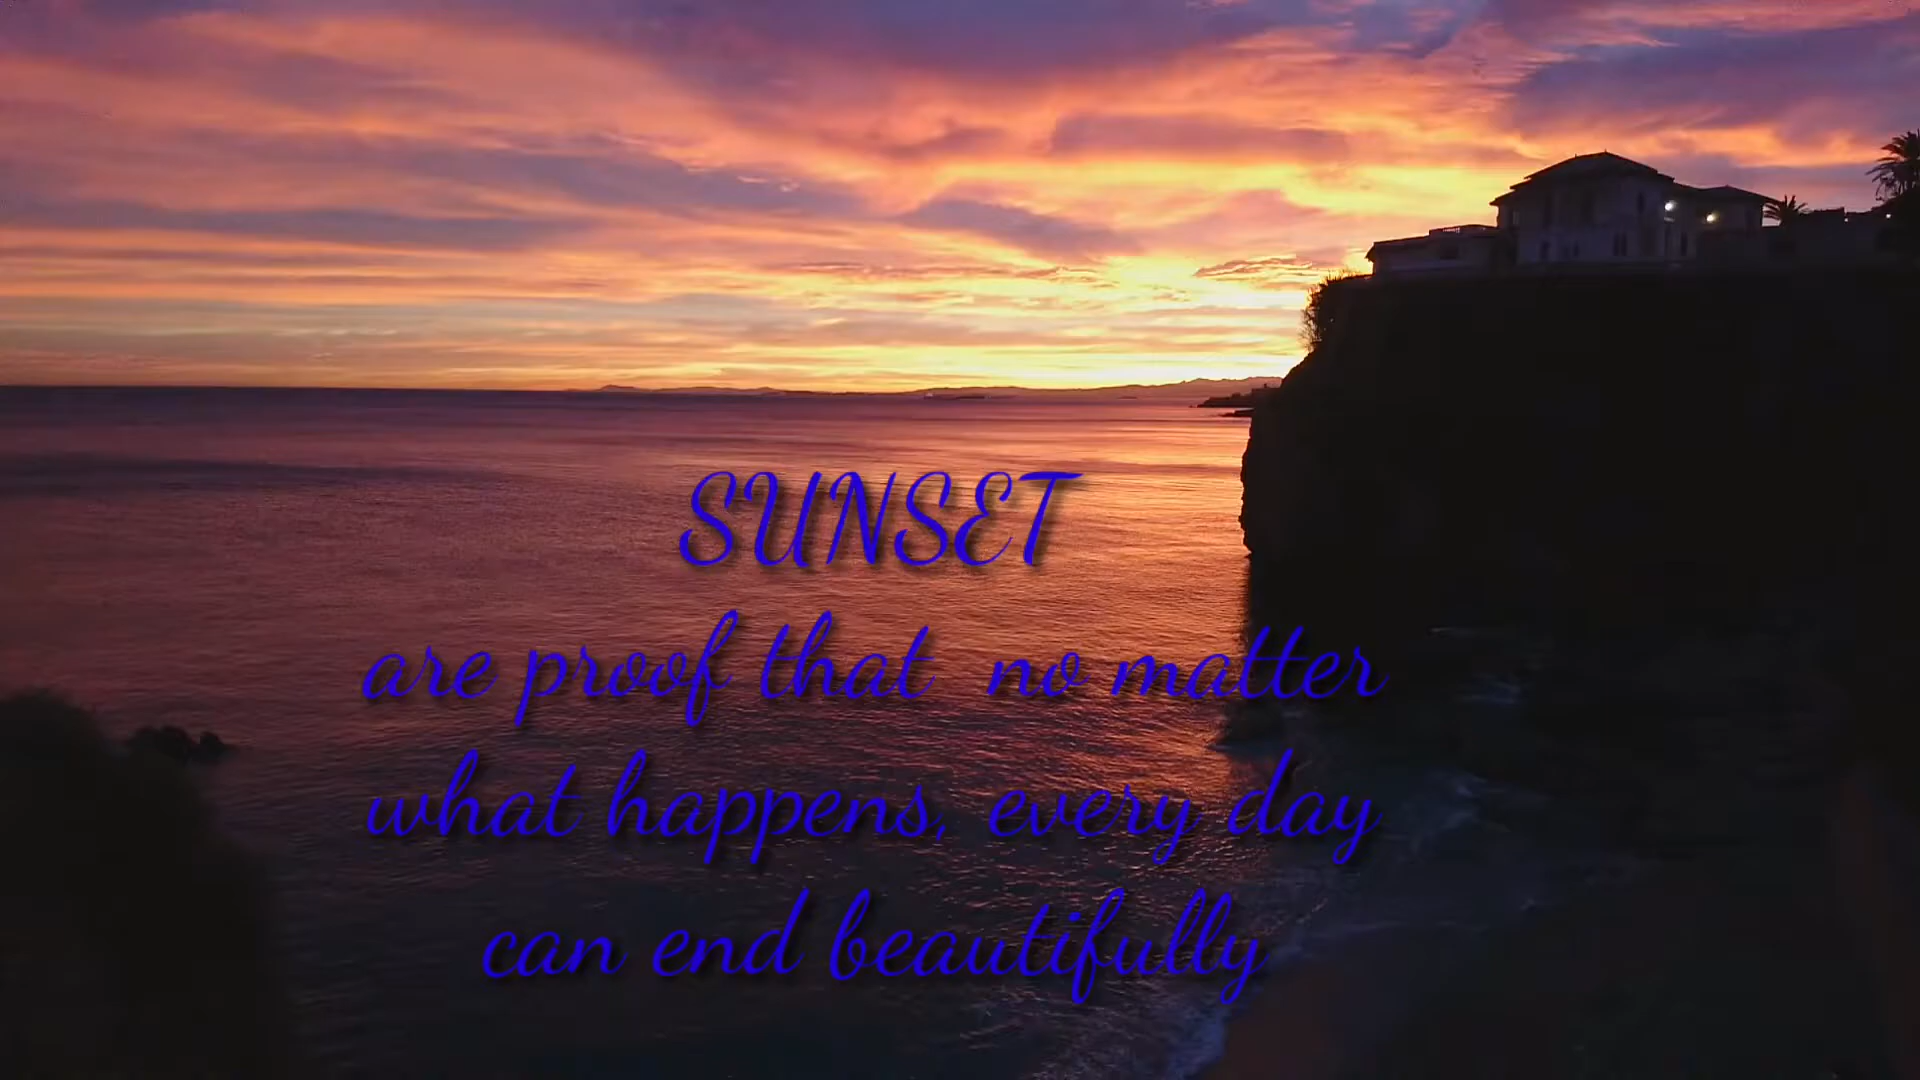 SUNSET
are proof that no matter
what happens, every day
can end beautifully